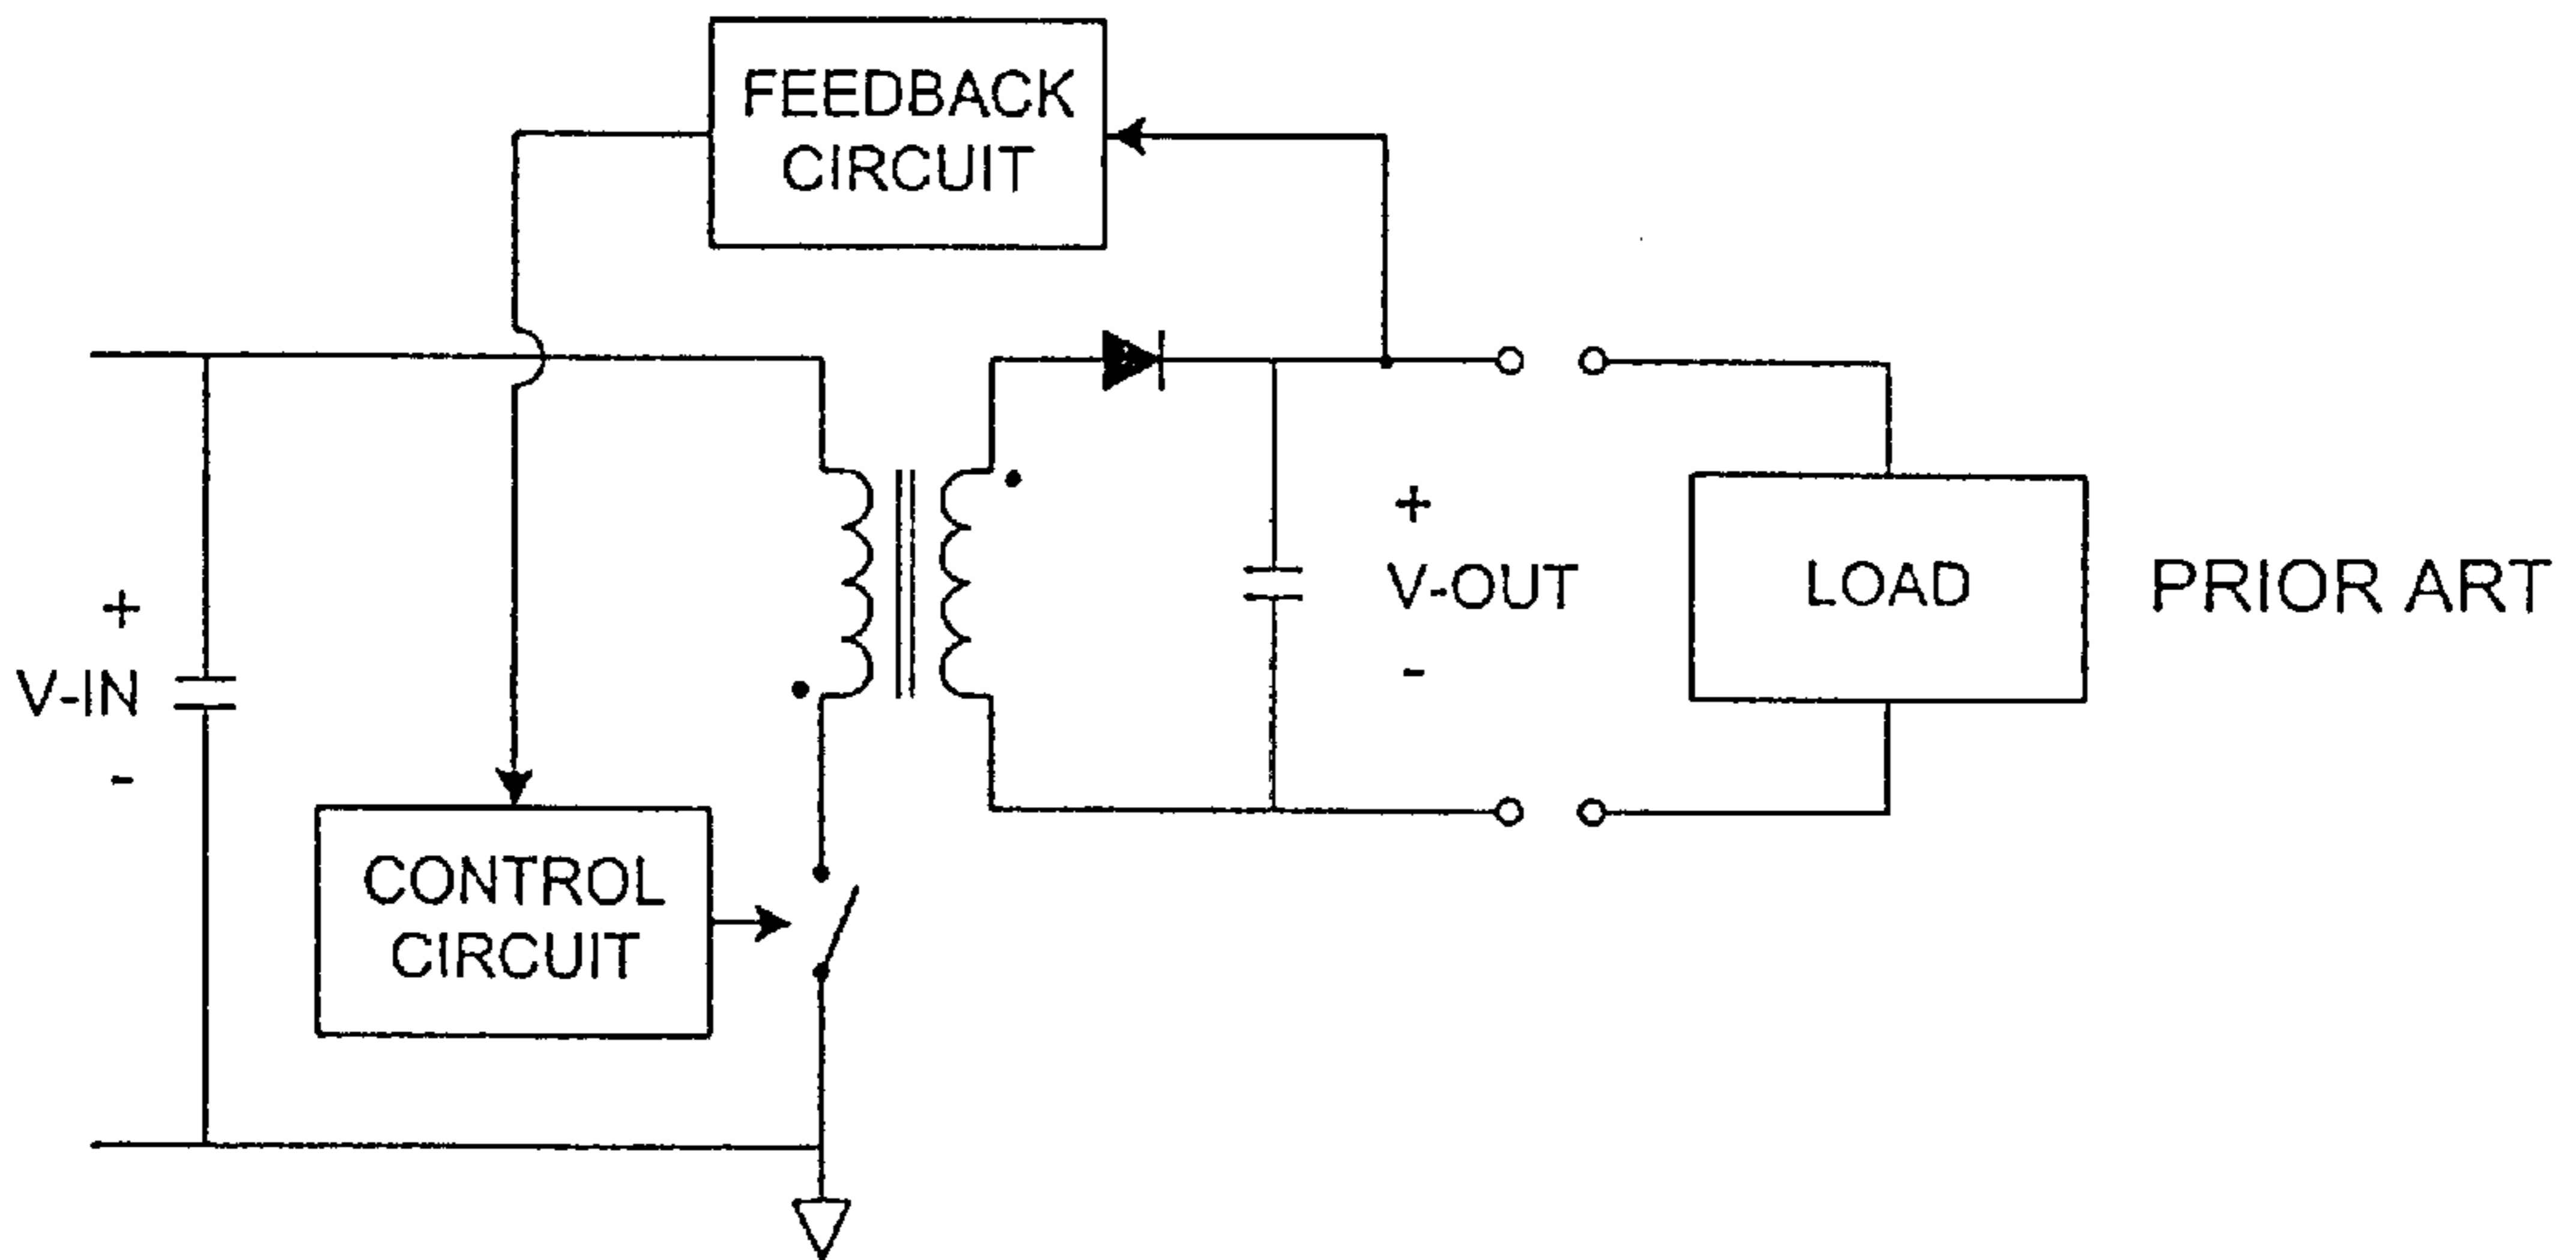 FEEDBACK
CIRCUIT
+
V-IN
-
+
V-OUT
-
LOAD
PRIOR ART
CONTROL
CIRCUIT